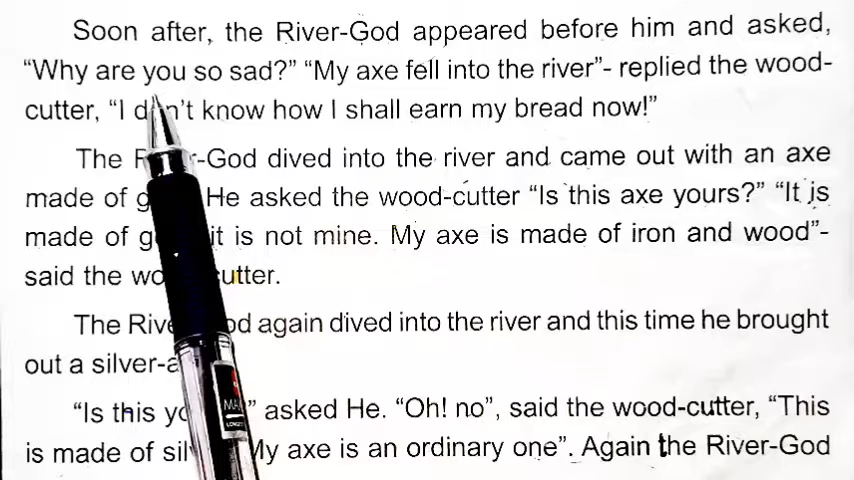 Soon after, the River-God appeared before him and asked,
“Why are you so sad?” “My axe fell into the river”- replied the wood-
cutter, “I don't know how I shall earn my bread now!”
The River-God dived into the river and came out with an axe
made of He asked the wood-cutter “Is this axe yours?” “It is
made of it is not mine. My axe is made of iron and wood”-
said the wood-cutter.
The River-God again dived into the river and this time he brought
out a silver-
“Is this ” asked He. “Oh! no”, said the wood-cutter, “This
is made of My axe is an ordinary one”. Again the River-God